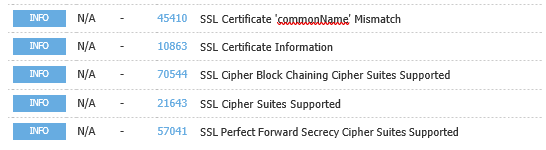 INFO N/A - 45410 SSL Certificate 'commonName' Mismatch
INFO N/A - 10863 SSL Certificate Information
INFO N/A - 70544 SSL Cipher Block Chaining Cipher Suites Supported
INFO N/A - 21643 SSL Cipher Suites Supported
INFO N/A - 57041 SSL Perfect Forward Secrecy Cipher Suites Supported